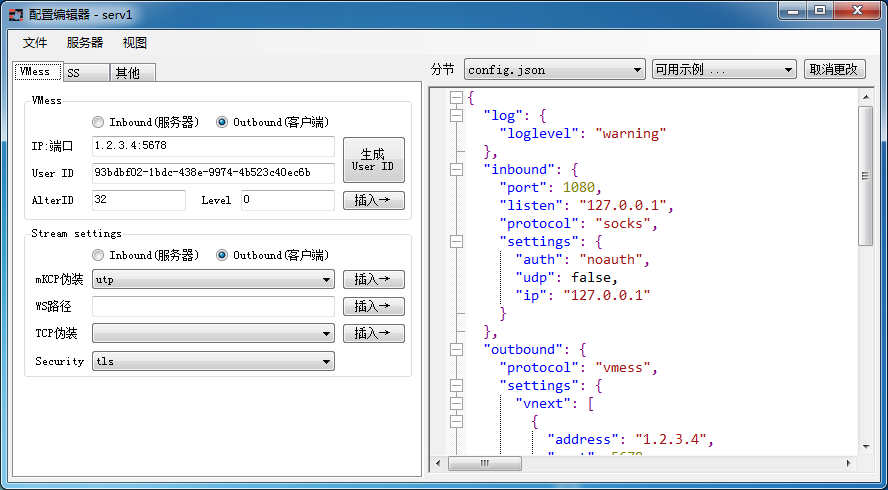 配置编辑器 - serv1
文件 服务器 视图
VMess SS 其他
VMess
Inbound(服务器) Outbound(客户端)
IP:端口 1.2.3.4:5678
生成
User ID
User ID 93bdbf02-1bdc-438e-9974-4b523c40ec6b
AlterID 32 Level 0 插入→
Stream settings
Inbound(服务器) Outbound(客户端)
mKCP伪装 utp 插入→
WS路径 插入→
TCP伪装 插入→
Security tls
分节 config.json 可用示例 ... 取消更改
{
"log": {
"loglevel": "warning"
},
"inbound": {
"port": 1080,
"listen": "127.0.0.1",
"protocol": "socks",
"settings": {
"auth": "noauth",
"udp": false,
"ip": "127.0.0.1"
}
},
"outbound": {
"protocol": "vmess",
"settings": {
"vnext": [
{
"address": "1.2.3.4",